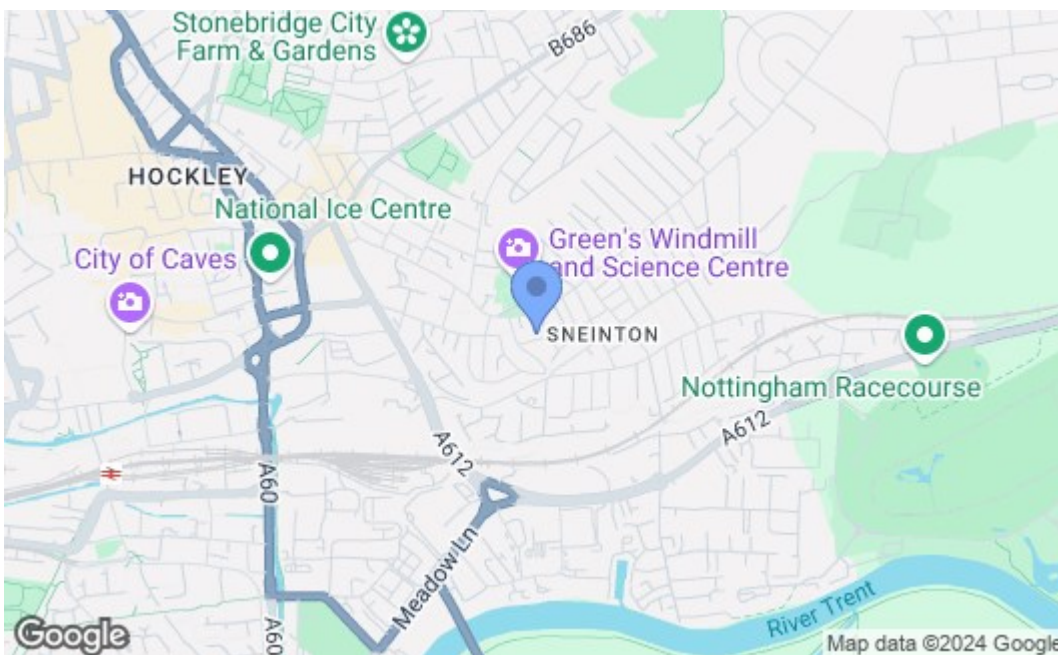 Stonebridge City
Farm & Gardens
B686
HOCKLEY
National Ice Centre
City of Caves
Green's Windmill
and Science Centre
SNEINTON
Nottingham Racecourse
A612
A612
A60
Meadow Ln
River Trent
A60
Google
Map data ©2024 Google